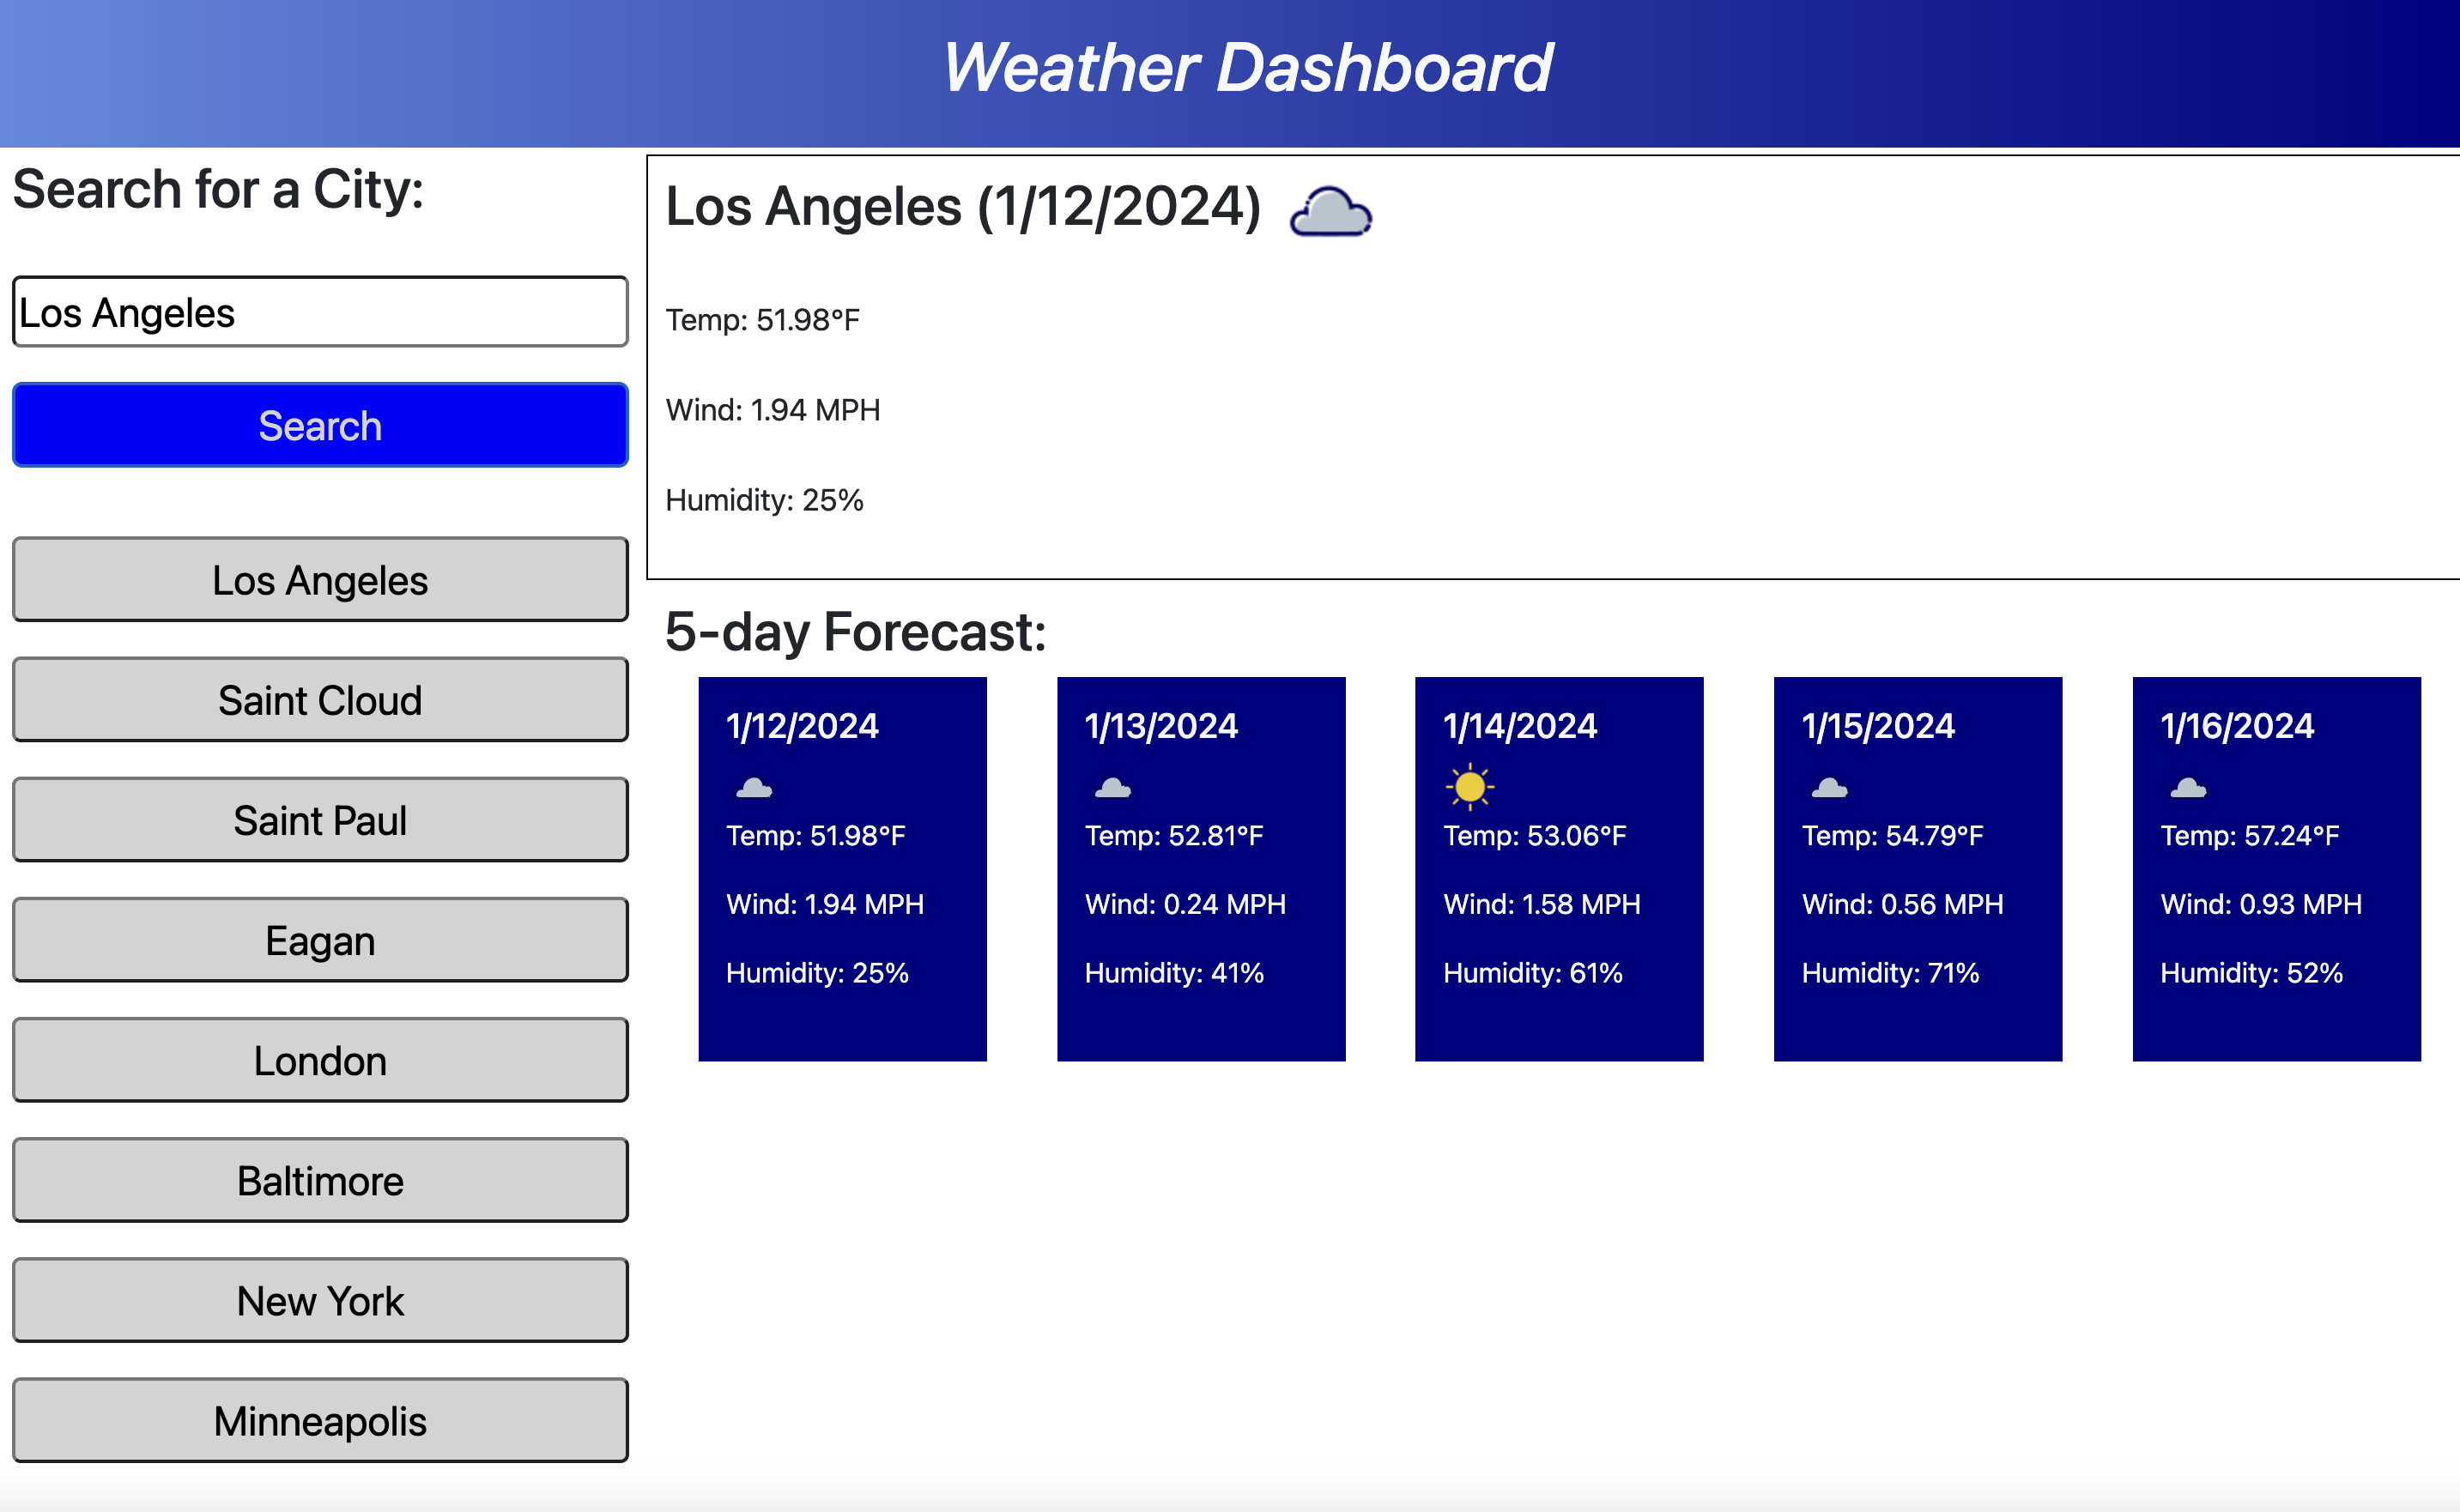 Weather Dashboard
Search for a City:
Los Angeles
Search
Los Angeles
Saint Cloud
Saint Paul
Eagan
London
Baltimore
New York
Minneapolis
Los Angeles (1/12/2024)
Temp: 51.98°F
Wind: 1.94 MPH
Humidity: 25%
5-day Forecast:
1/12/2024
Temp: 51.98°F
Wind: 1.94 MPH
Humidity: 25%
1/13/2024
Temp: 52.81°F
Wind: 0.24 MPH
Humidity: 41%
1/14/2024
Temp: 53.06°F
Wind: 1.58 MPH
Humidity: 61%
1/15/2024
Temp: 54.79°F
Wind: 0.56 MPH
Humidity: 71%
1/16/2024
Temp: 57.24°F
Wind: 0.93 MPH
Humidity: 52%